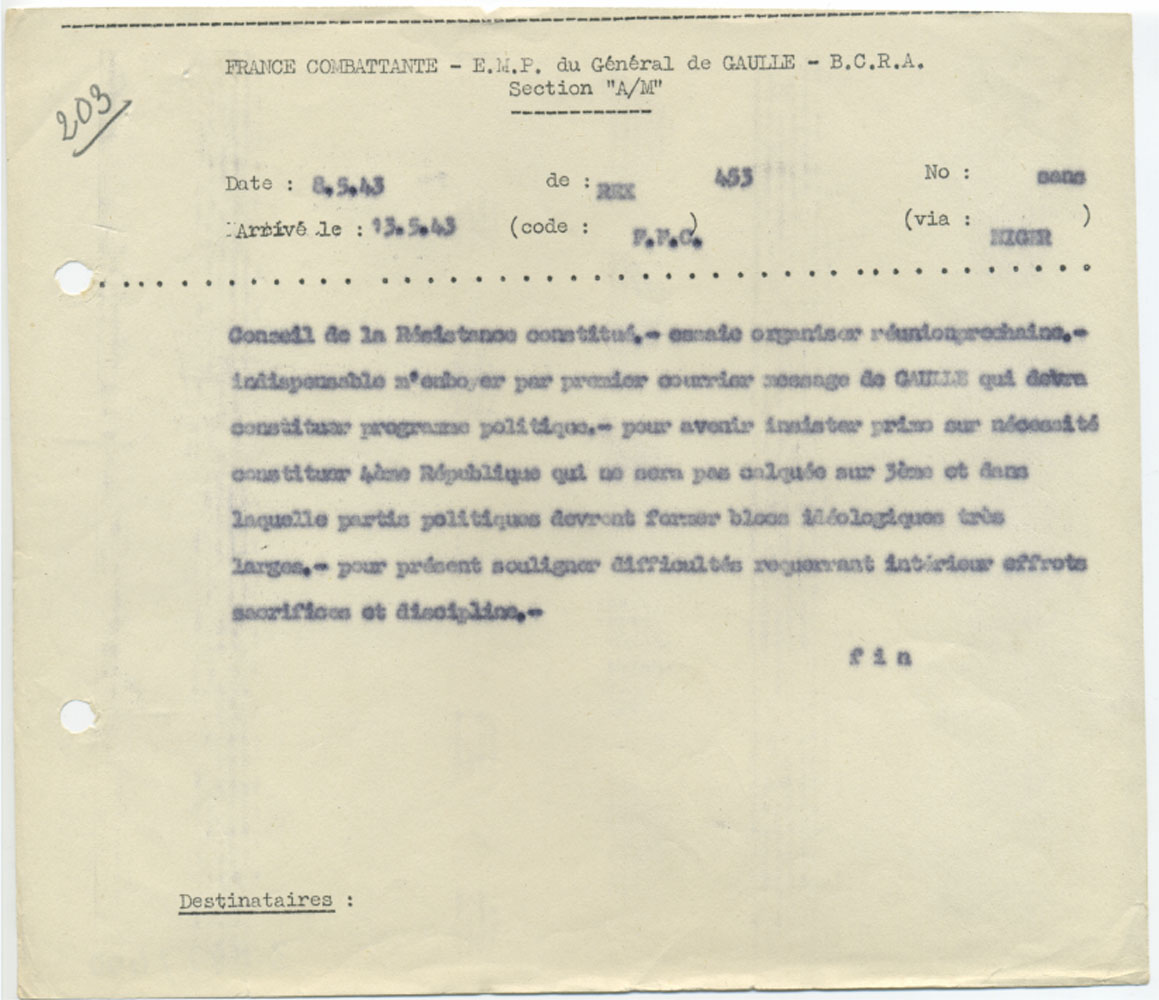 FRANCE COMBATTANTE - E.M.P. du Général de GAULLE - B.C.R.A.
Section "A/M"
203
Date : 8.5.43 de : REX 453 No : sans
Arrivé le : 13.5.43 (code : F.F.C. ) (via : NIGER )
Conseil de la Résistance constitué.- essaie organiser réunionprochaine.-
indispensable m'enboyer par premier courrier message de GAULLE qui devra
constituer programme politique.- pour avenir insister primo sur nécessité
constituer 4ème République qui ne sera pas calquée sur 3ème et dans
laquelle partis politiques devront former blocs idéologiques très
larges.- pour présent souligner difficultés requerrant intérieur effrots
sacrifices et discipline.-
f i n
Destinataires :